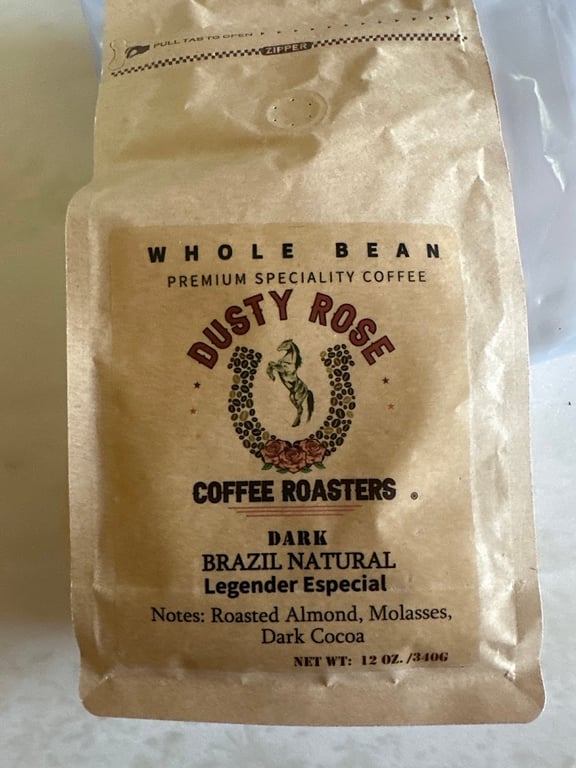 PULL TAB TO OPEN
ZIPPER
WHOLE BEAN
PREMIUM SPECIALITY COFFEE
DUSTY ROSE
COFFEE ROASTERS ®
DARK
BRAZIL NATURAL
Legender Especial
Notes: Roasted Almond, Molasses,
Dark Cocoa
NET WT: 12 OZ./340G